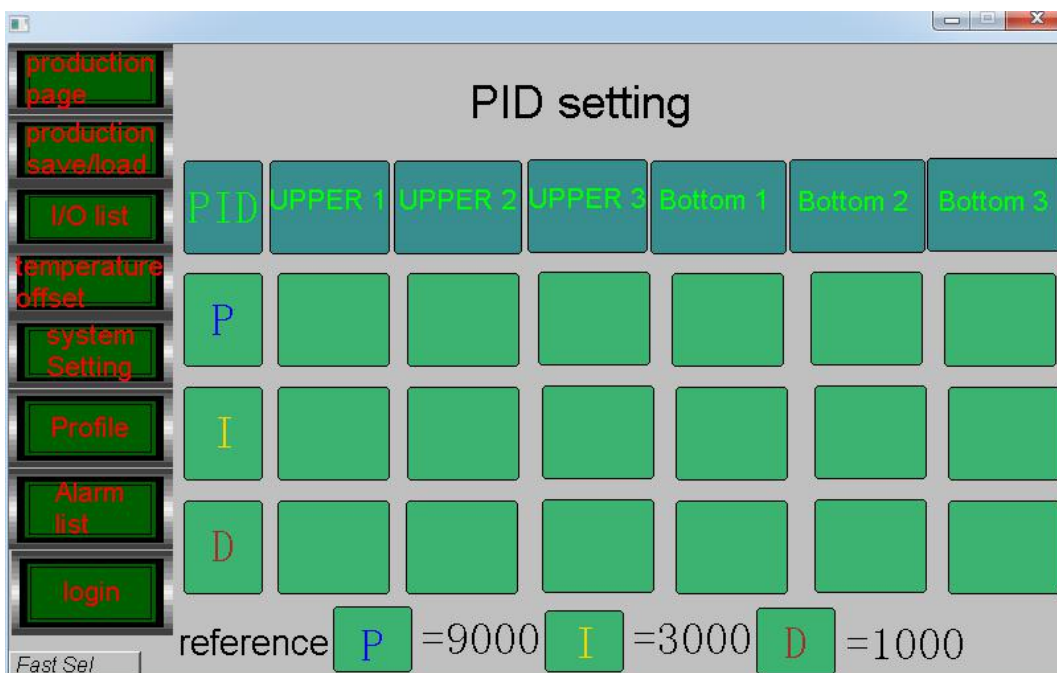 production
page
production
save/load
I/O list
temperature
offset
system
Setting
Profile
Alarm
list
login
Fast Sel
PID setting
PID UPPER 1 UPPER 2 UPPER 3 Bottom 1 Bottom 2 Bottom 3
P
I
D
reference P =9000 I =3000 D =1000